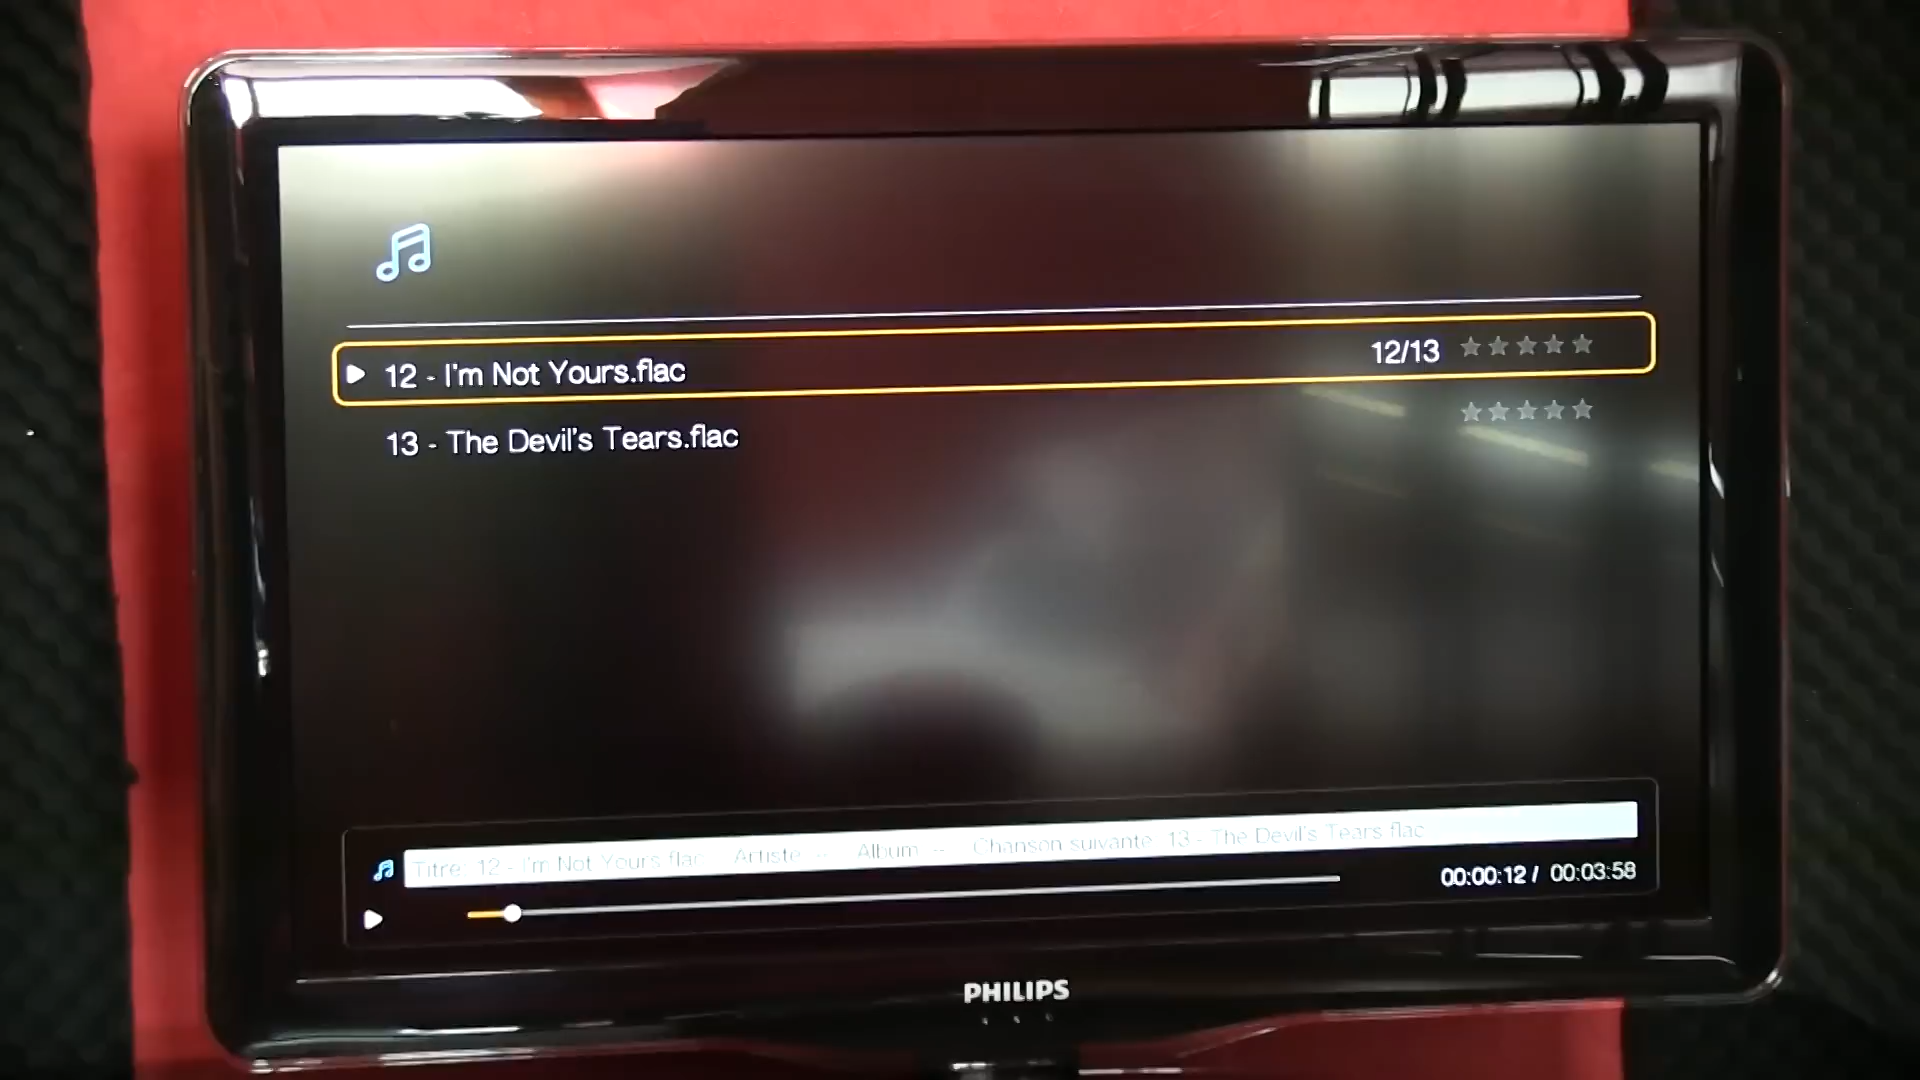 12 - I'm Not Yours.flac 12/13
13 - The Devil's Tears.flac
Titre: 12 - I'm Not Yours.flac Artiste -- Album -- Chanson suivante 13 - The Devil's Tears.flac
00:00:12 / 00:03:58
PHILIPS